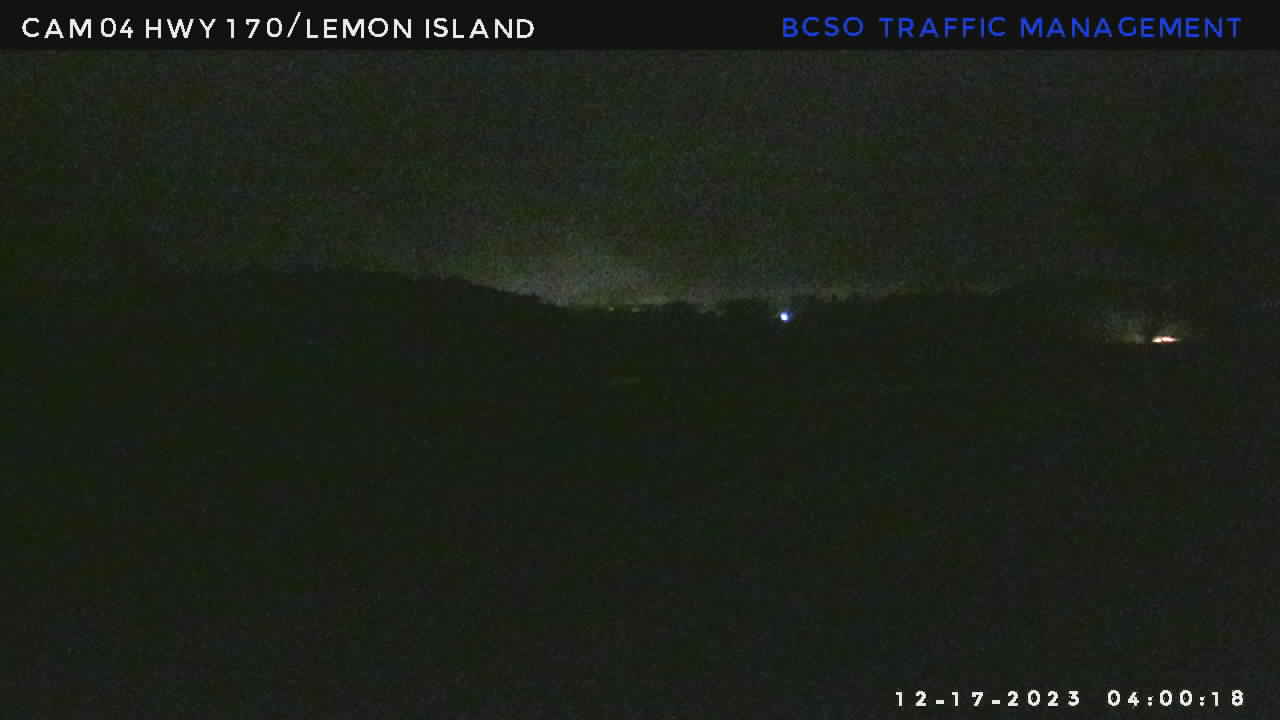 CAM04 HWY 170/LEMON ISLAND
BCSO TRAFFIC MANAGEMENT
12-17-2023 04:00:18